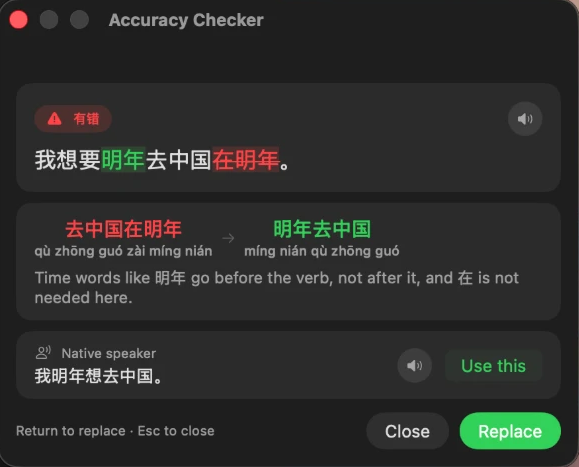 Accuracy Checker
有错
我想要明年去中国在明年。
去中国在明年 → 明年去中国
qù zhōng guó zài míng nián míng nián qù zhōng guó
Time words like 明年 go before the verb, not after it, and 在 is not
needed here.
Native speaker
我明年想去中国。
Use this
Return to replace · Esc to close
Close
Replace